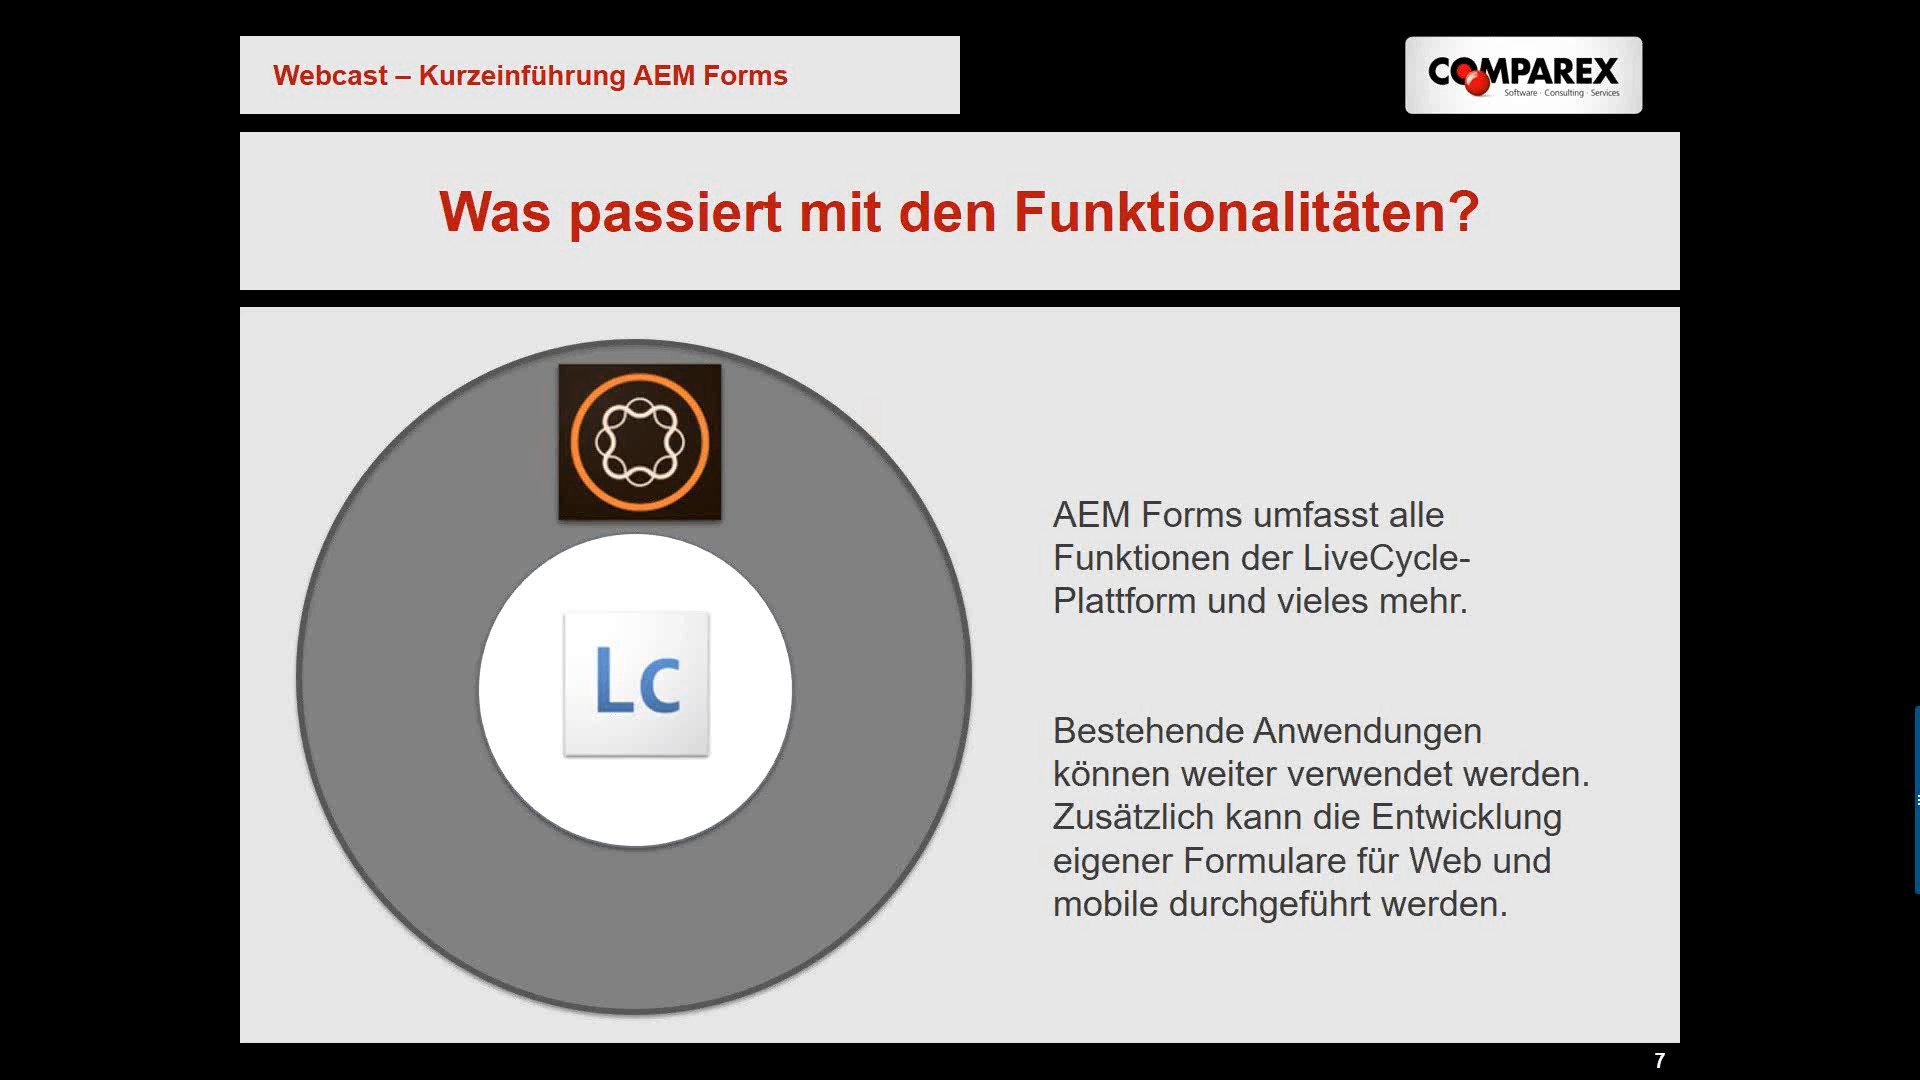 Webcast – Kurzeinführung AEM Forms
COMPAREX
Software · Consulting · Services
Was passiert mit den Funktionalitäten?
Lc
AEM Forms umfasst alle
Funktionen der LiveCycle-
Plattform und vieles mehr.
Bestehende Anwendungen
können weiter verwendet werden.
Zusätzlich kann die Entwicklung
eigener Formulare für Web und
mobile durchgeführt werden.
7